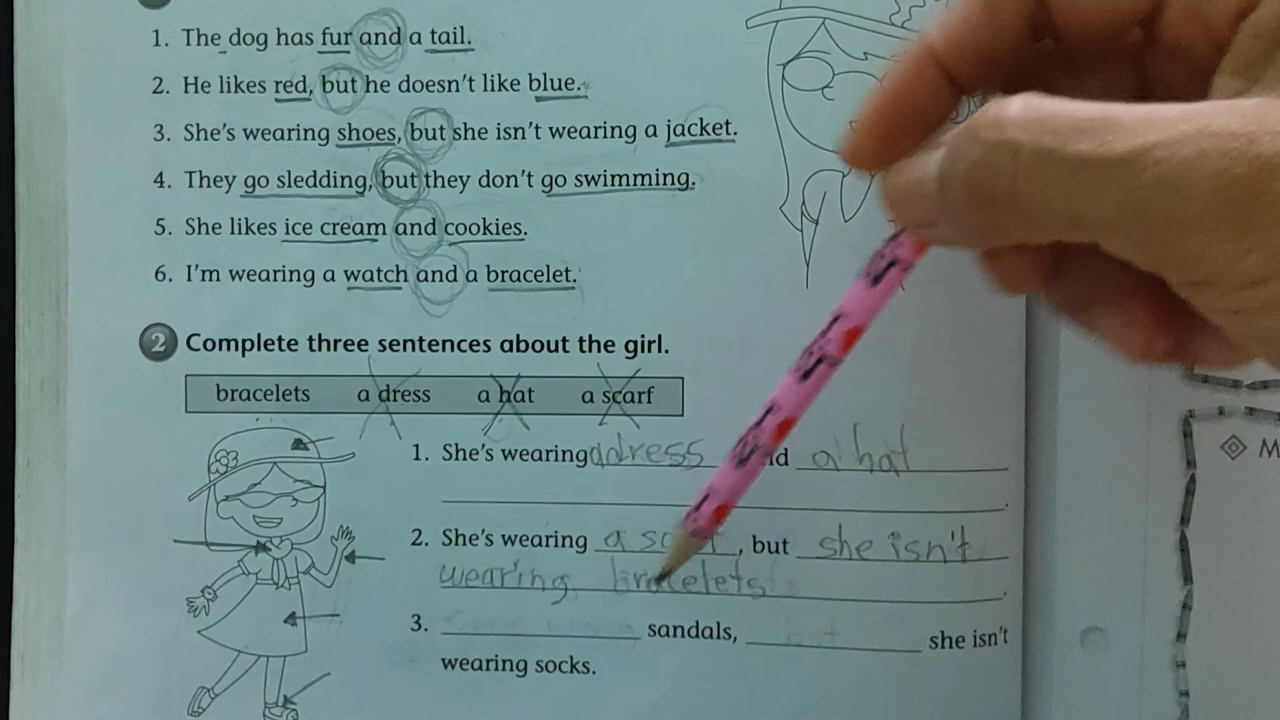 1. The dog has fur and a tail.
2. He likes red, but he doesn't like blue.
3. She's wearing shoes, but she isn't wearing a jacket.
4. They go sledding, but they don't go swimming.
5. She likes ice cream and cookies.
6. I'm wearing a watch and a bracelet.
2 Complete three sentences about the girl.
bracelets a dress a hat a scarf
1. She's wearing adress a hat
.
2. She's wearing a , but she isn't
wearing bracelets .
3. sandals, she isn't
wearing socks.
M